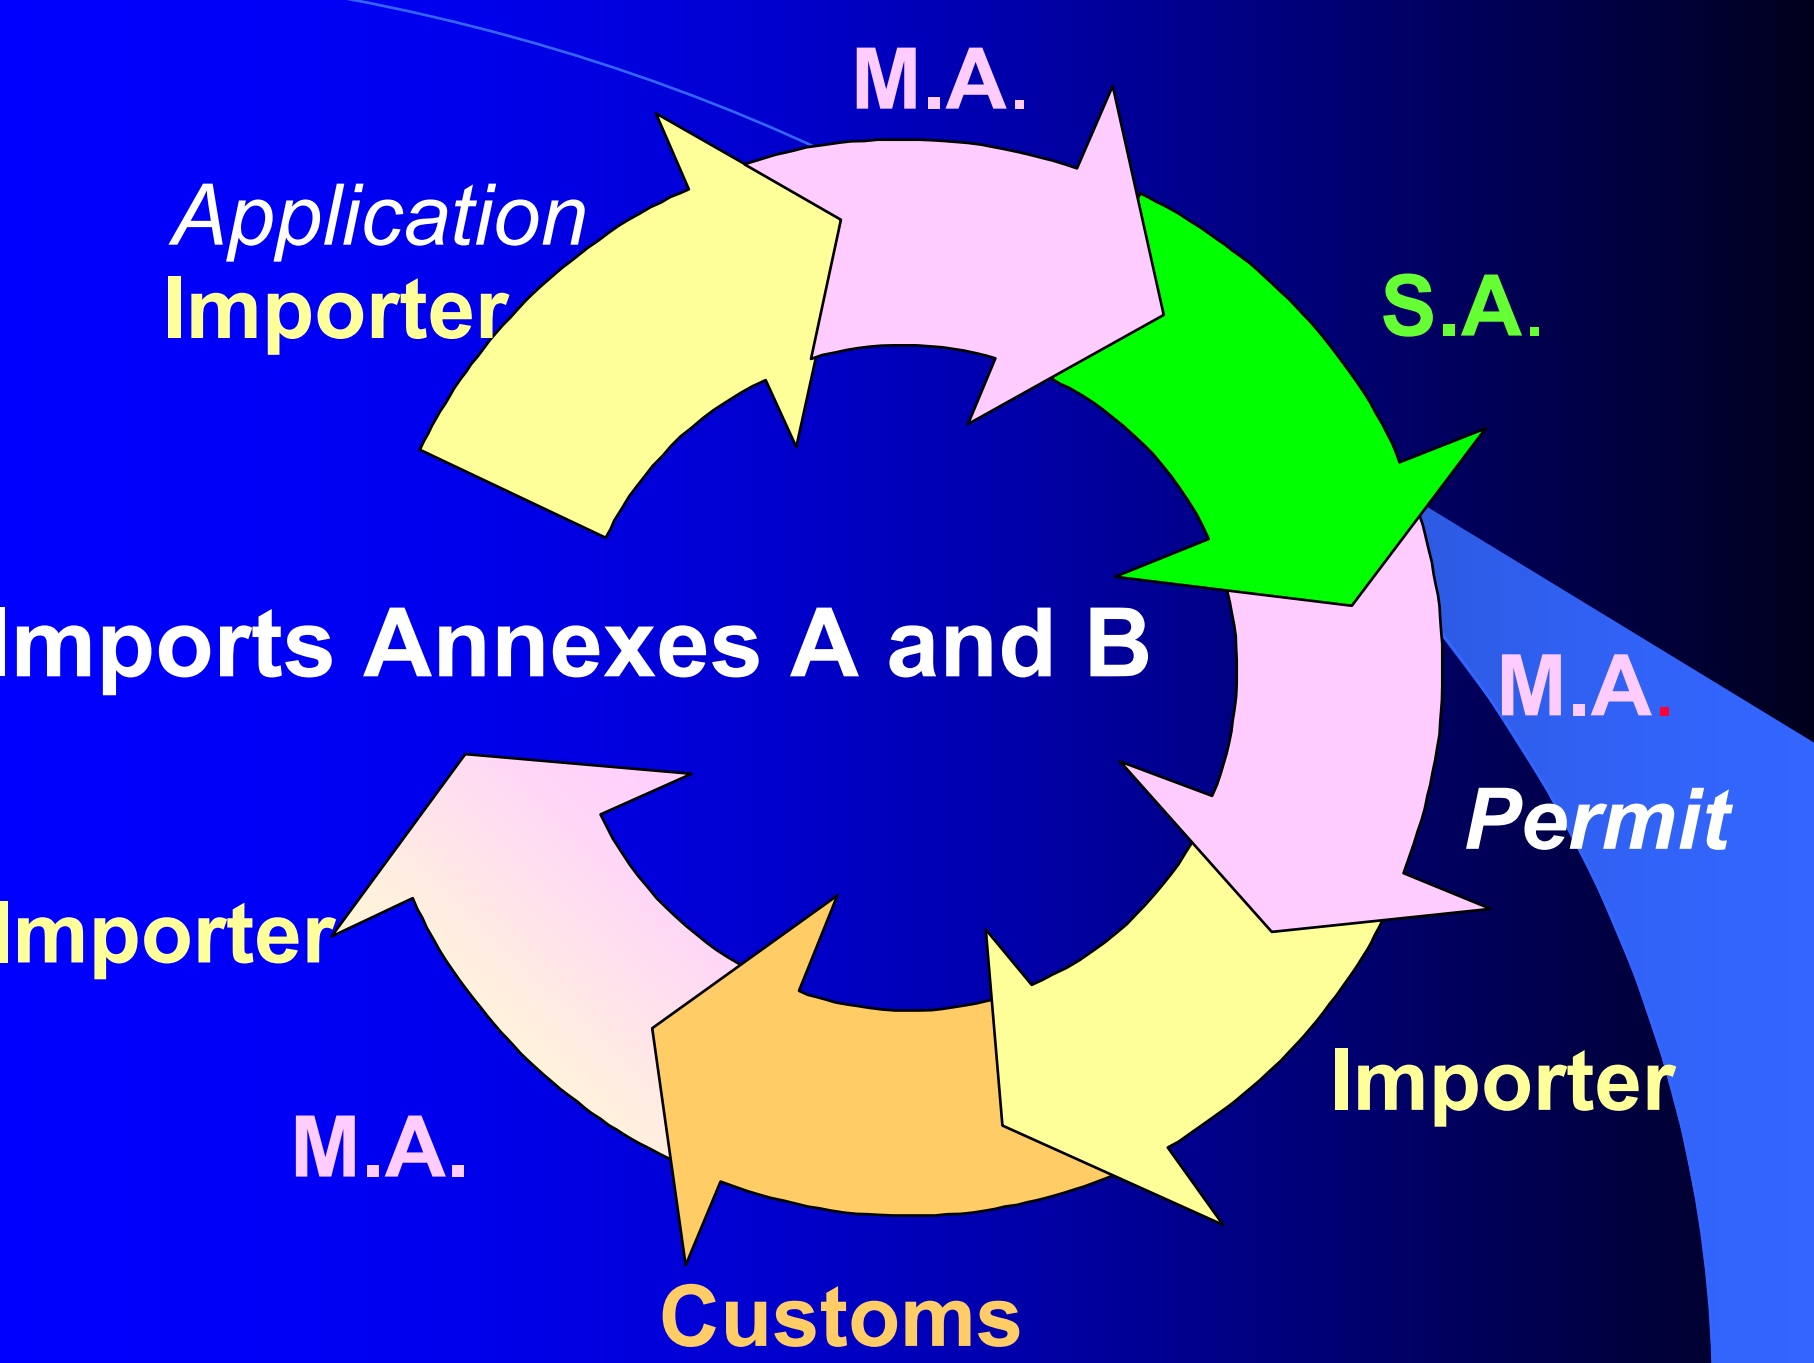 M.A.
Application
Importer
S.A.
Imports Annexes A and B
M.A.
Permit
Importer
Importer
M.A.
Customs